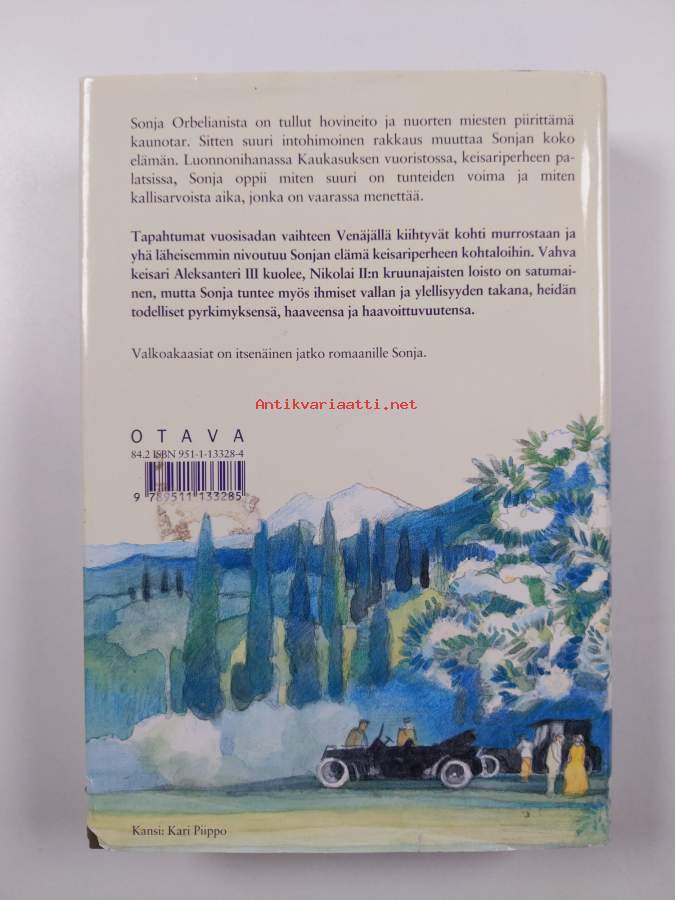 Sonja Orbelianista on tullut hovineito ja nuorten miesten piirittämä
kaunotar. Sitten suuri intohimoinen rakkaus muuttaa Sonjan koko
elämän. Luonnonihanassa Kaukasuksen vuoristossa, keisariperheen pa-
latsissa, Sonja oppii miten suuri on tunteiden voima ja miten
kallisarvoista aika, jonka on vaarassa menettää.
Tapahtumat vuosisadan vaihteen Venäjällä kiihtyvät kohti murrostaan ja
yhä läheisemmin nivoutuu Sonjan elämä keisariperheen kohtaloihin. Vahva
keisari Aleksanteri III kuolee, Nikolai II:n kruunajaisten loisto on satumai-
nen, mutta Sonja tuntee myös ihmiset vallan ja ylellisyyden takana, heidän
todelliset pyrkimyksensä, haaveensa ja haavoittuvuutensa.
Valkoakaasiat on itsenäinen jatko romaanille Sonja.
Antikvariaatti.net
OTAVA
84.2 ISBN 951-1-13328-4
9 789511 133285
Kansi: Kari Piippo